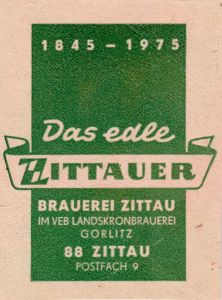 1845 – 1975
Das edle
ZITTAUER
BRAUEREI ZITTAU
IM VEB LANDSKRONBRAUEREI
GÖRLITZ
88 ZITTAU
POSTFACH 9